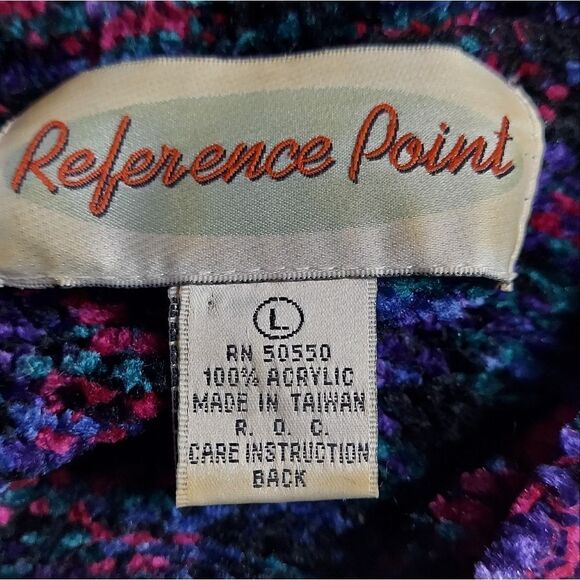 Reference Point
L
RN 50550
100% ACRYLIC
MADE IN TAIWAN
R. O. C.
CARE INSTRUCTION
BACK